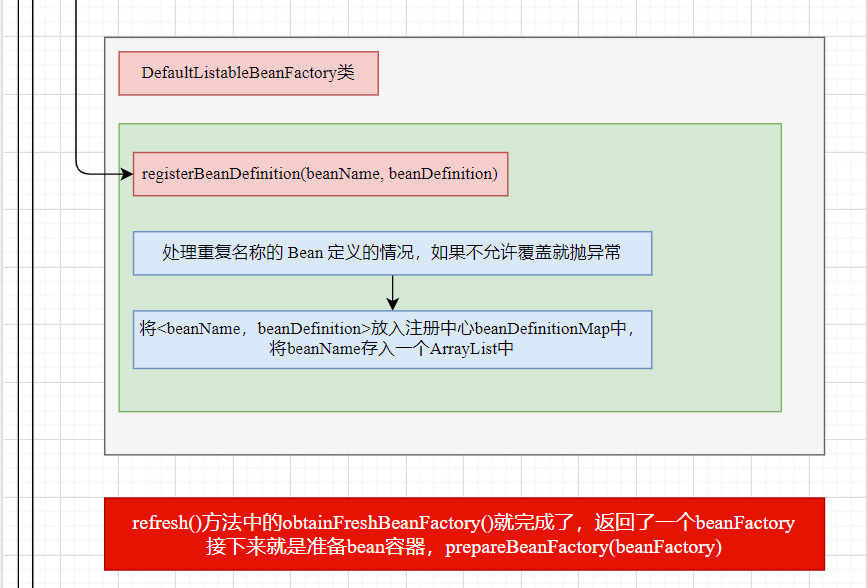 DefaultListableBeanFactory类
registerBeanDefinition(beanName, beanDefinition)
处理重复名称的 Bean 定义的情况，如果不允许覆盖就抛异常
将<beanName，beanDefinition>放入注册中心beanDefinitionMap中，
将beanName存入一个ArrayList中
refresh()方法中的obtainFreshBeanFactory()就完成了，返回了一个beanFactory
接下来就是准备bean容器，prepareBeanFactory(beanFactory)